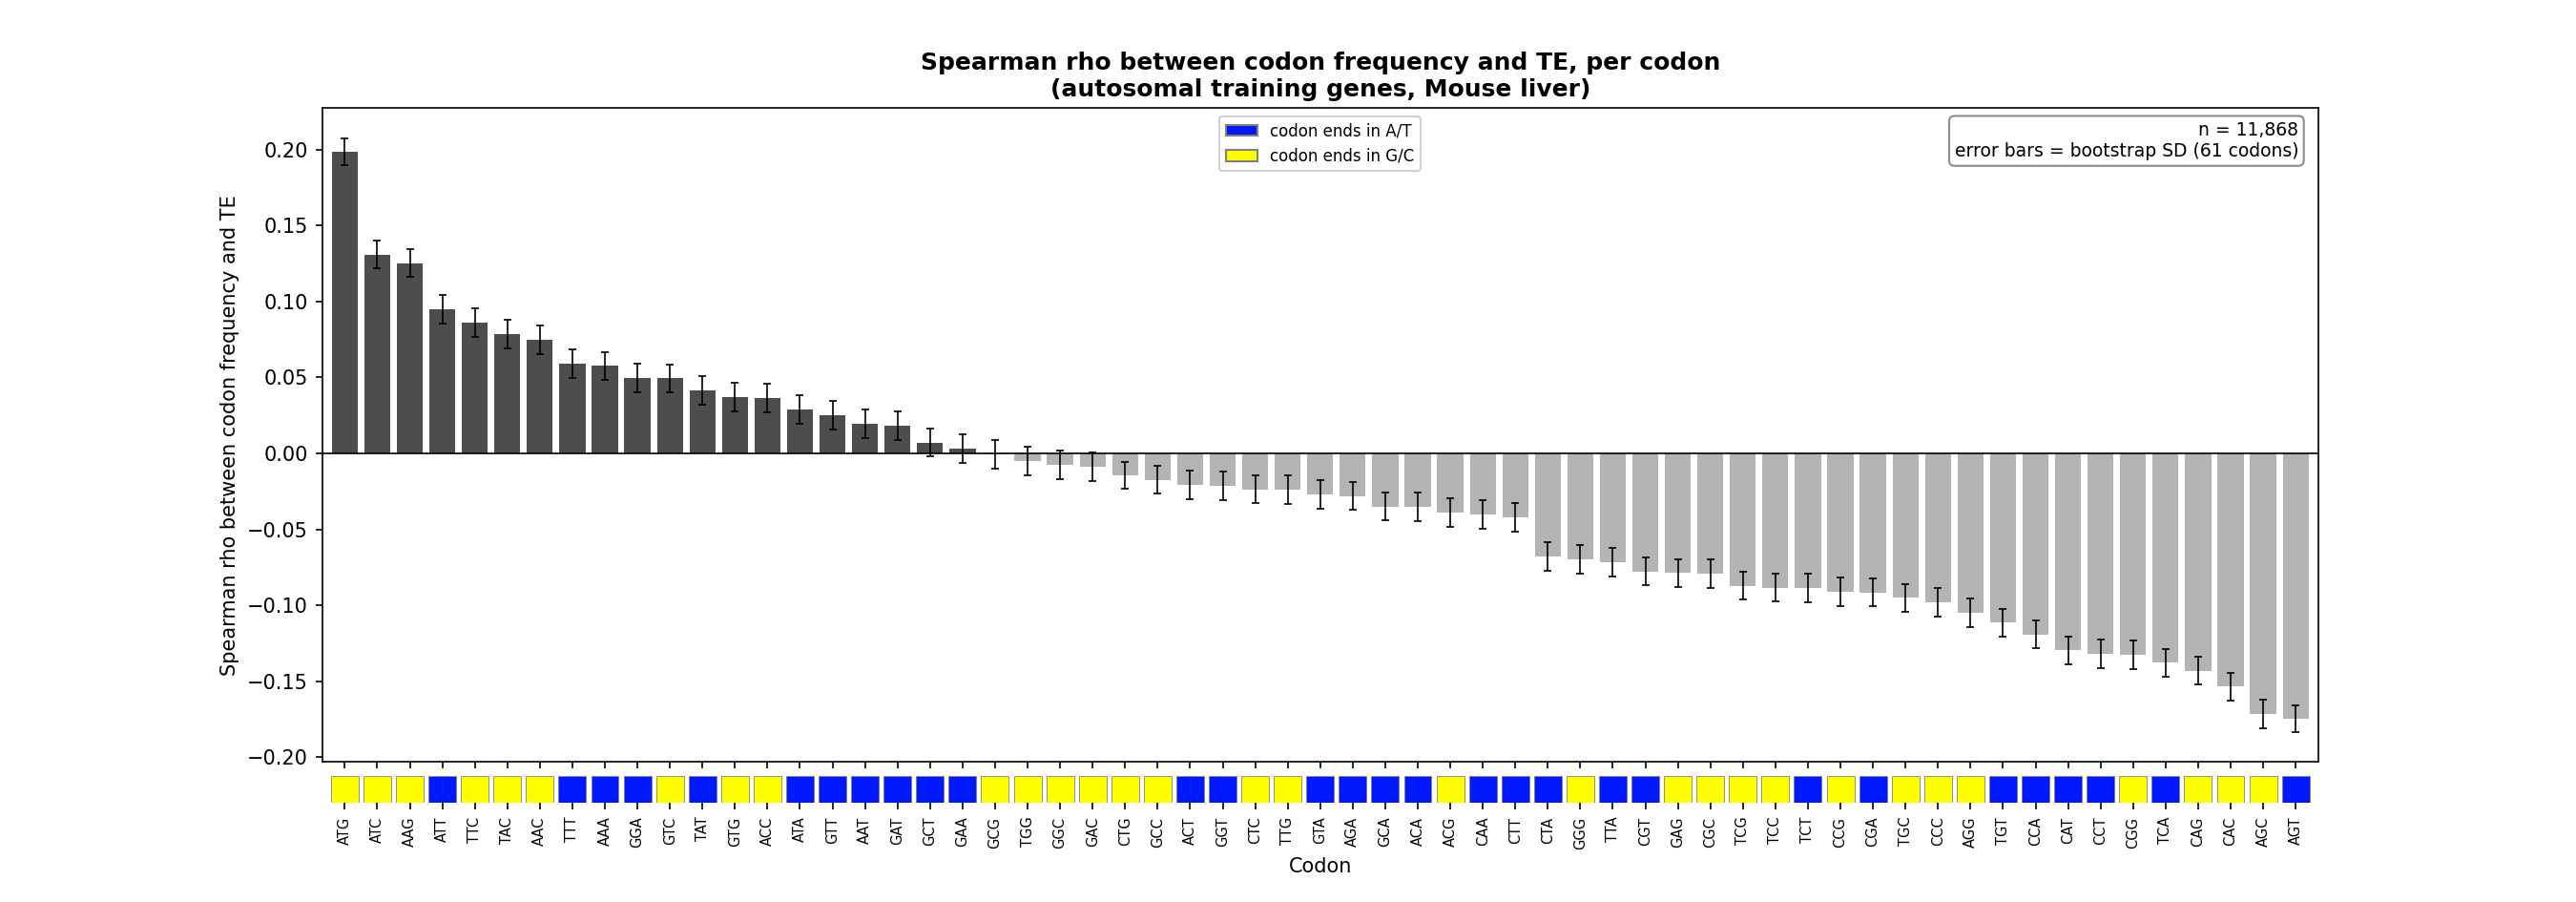 Spearman rho between codon frequency and TE, per codon
(autosomal training genes, Mouse liver)
codon ends in A/T
codon ends in G/C
n = 11,868
error bars = bootstrap SD (61 codons)
Spearman rho between codon frequency and TE
0.20
0.15
0.10
0.05
0.00
−0.05
−0.10
−0.15
−0.20
ATG
ATC
AAG
ATT
TTC
TAC
AAC
TTT
AAA
GGA
GTC
TAT
GTG
ACC
ATA
GTT
AAT
GAT
GCT
GAA
GCG
TGG
GGC
GAC
CTG
GCC
ACT
GGT
CTC
TTG
GTA
AGA
GCA
ACA
ACG
CAA
CTT
CTA
GGG
TTA
CGT
GAG
CGC
TCG
TCC
TCT
CCG
CGA
TGC
CCC
AGG
TGT
CCA
CAT
CCT
CGG
TCA
CAG
CAC
AGC
AGT
Codon